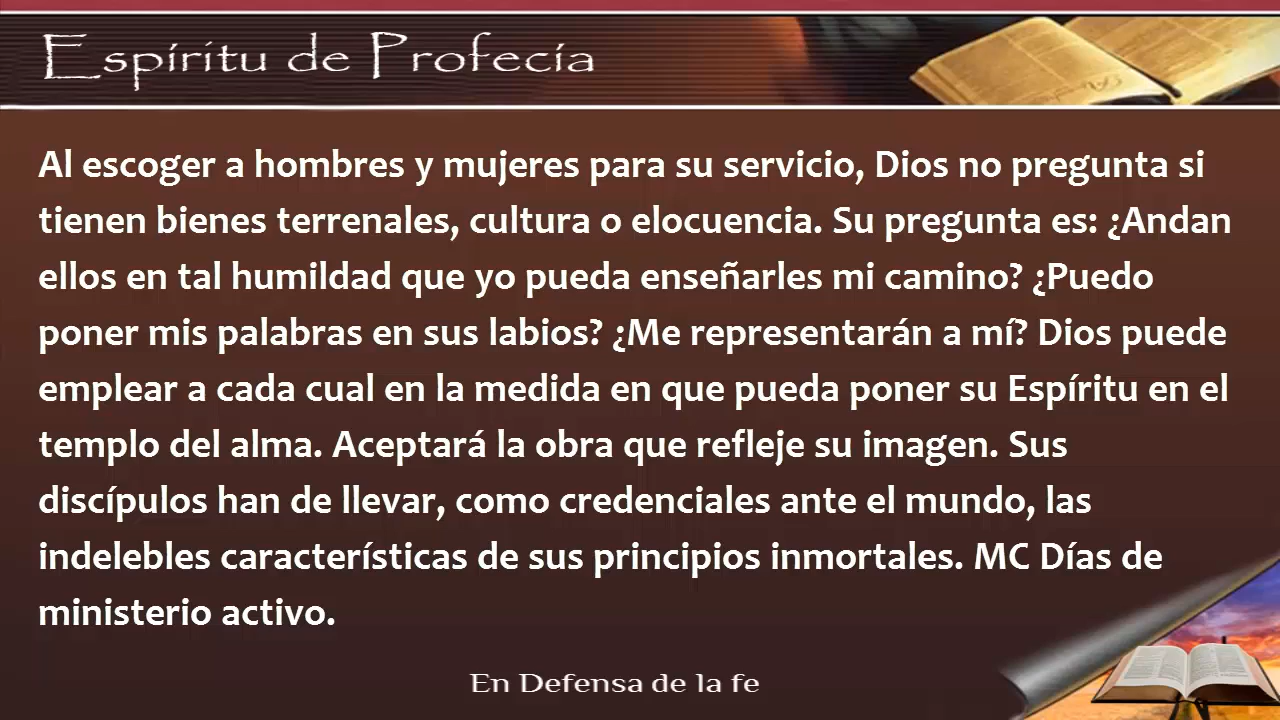 Espíritu de Profecía
Al escoger a hombres y mujeres para su servicio, Dios no pregunta si
tienen bienes terrenales, cultura o elocuencia. Su pregunta es: ¿Andan
ellos en tal humildad que yo pueda enseñarles mi camino? ¿Puedo
poner mis palabras en sus labios? ¿Me representarán a mí? Dios puede
emplear a cada cual en la medida en que pueda poner su Espíritu en el
templo del alma. Aceptará la obra que refleje su imagen. Sus
discípulos han de llevar, como credenciales ante el mundo, las
indelebles características de sus principios inmortales. MC Días de
ministerio activo.
En Defensa de la fe